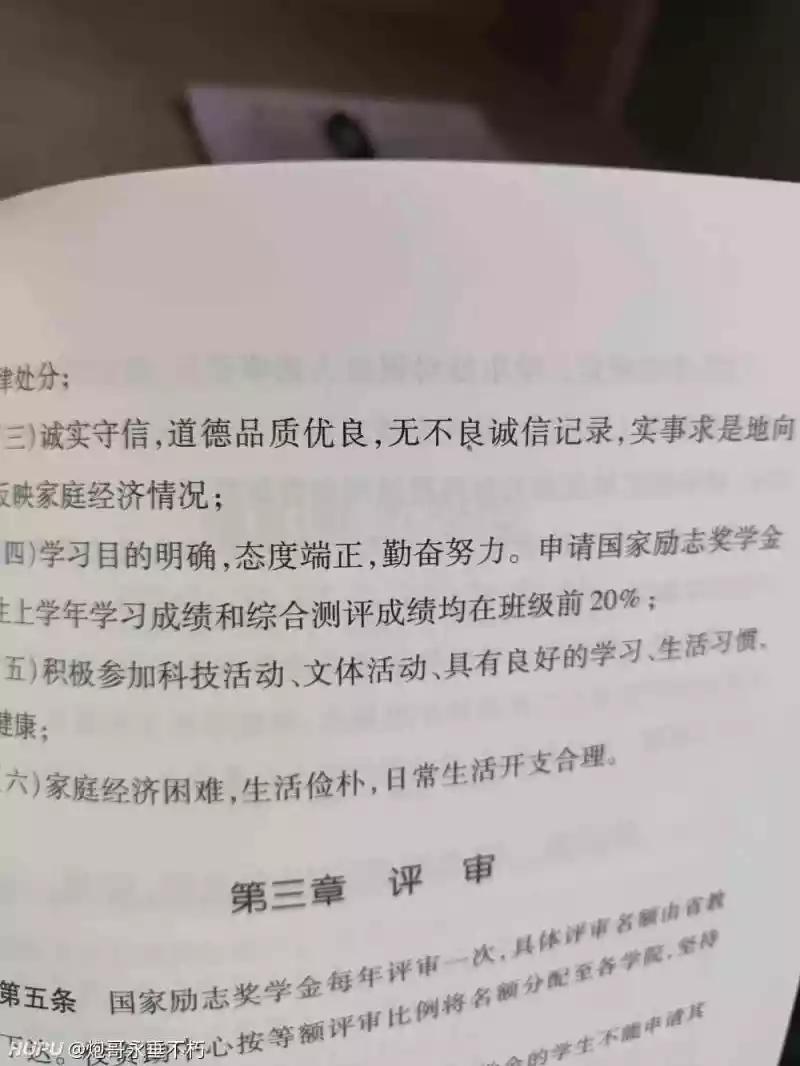 律处分;
三)诚实守信,道德品质优良,无不良诚信记录,实事求是地向
反映家庭经济情况;
四)学习目的明确,态度端正,勤奋努力。申请国家励志奖学金
生上学年学习成绩和综合测评成绩均在班级前20%;
五)积极参加科技活动、文体活动、具有良好的学习、生活习惯,
健康;
(六)家庭经济困难,生活俭朴,日常生活开支合理。
第三章 评 审
第五条 国家励志奖学金每年评审一次,具体评审名额由省教
下达。校资助中心按等额评审比例将名额分配至各学院,坚持
学金的学生不能申请其
HUPU @炮哥永垂不朽